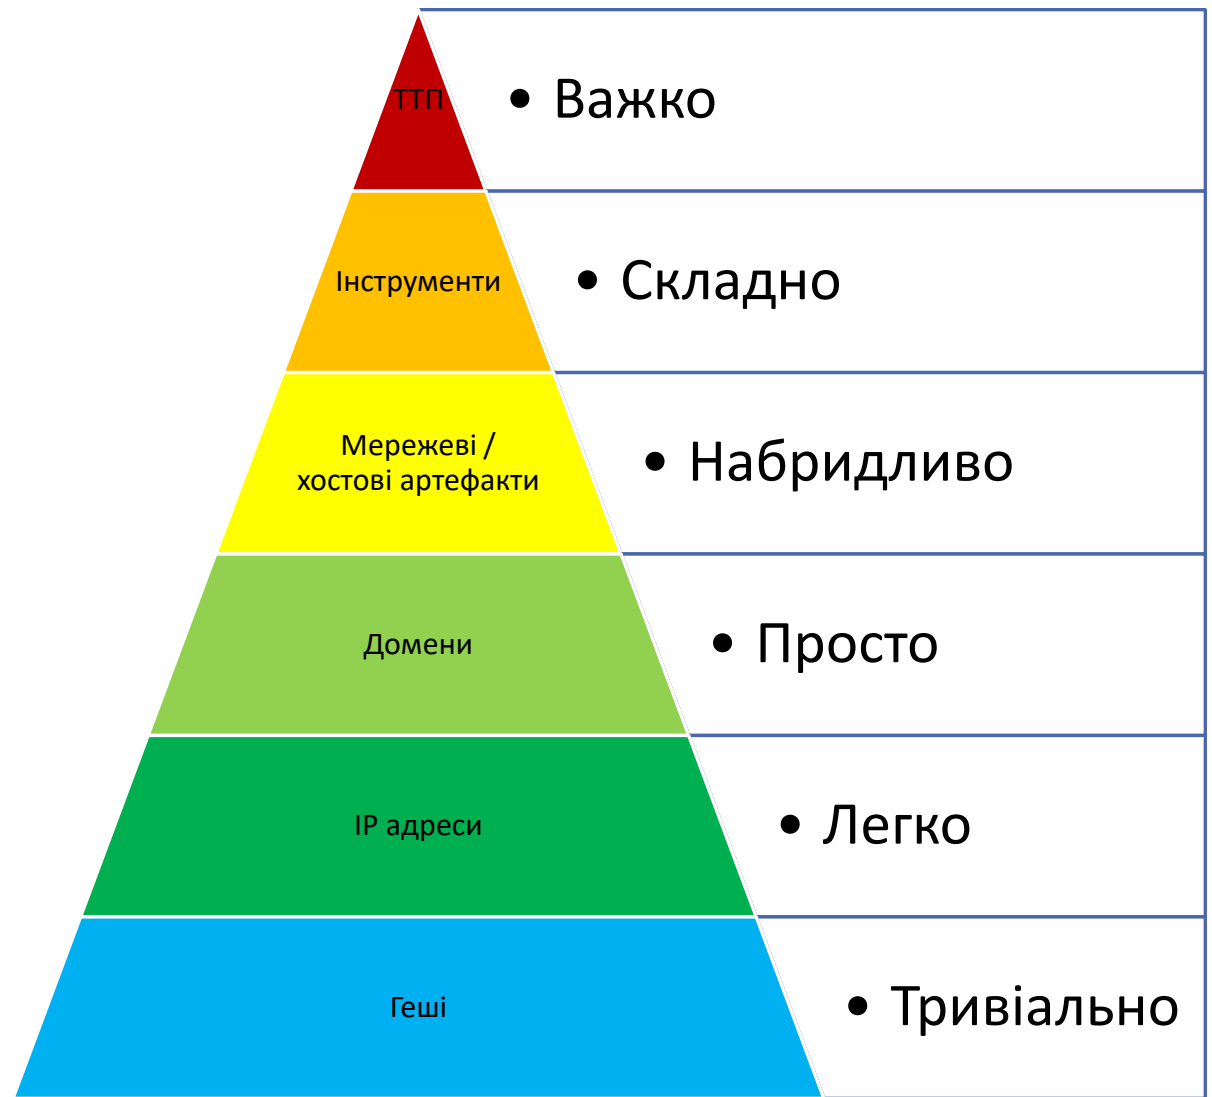 ТТП
• Важко
Інструменти
• Складно
Мережеві /
хостові артефакти
• Набридливо
Домени
• Просто
IP адреси
• Легко
Геші
• Тривіально